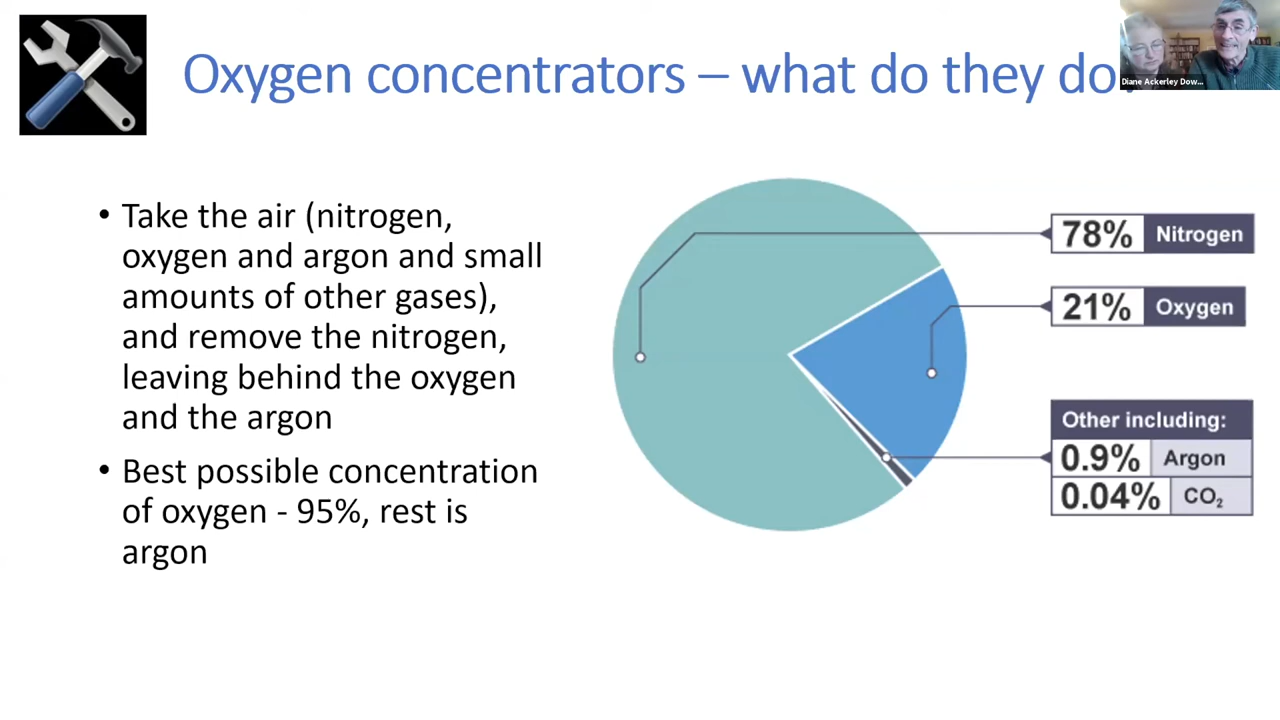 Oxygen concentrators – what do they do
Diane Ackerley Dow...
• Take the air (nitrogen,
oxygen and argon and small
amounts of other gases),
and remove the nitrogen,
leaving behind the oxygen
and the argon
• Best possible concentration
of oxygen - 95%, rest is
argon
78% Nitrogen
21% Oxygen
Other including:
0.9% Argon
0.04% CO₂